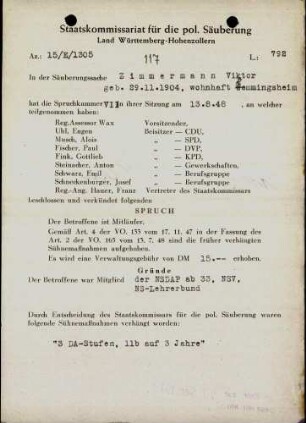 Staatskommissariat für die pol. Säuberung
Land Württemberg-Hohenzollern
Az.: 15/E/1305
117
L: 792
In der Säuberungssache Zimmermann Viktor
geb. 29.11.1904, wohnhaft Hemmingsheim
hat die Spruchkammer VII in ihrer Sitzung am 13.8.48, an welcher
teilgenommen haben:
Reg.Assessor Wax Vorsitzender,
Uhl, Eugen Beisitzer — CDU,
Munch, Alois „ — SPD,
Fischer, Paul „ — DVP,
Fink, Gottlieb „ — KPD,
Steinacher, Anton „ — Gewerkschaften,
Schwarz, Emil „ — Berufsgruppe
Schrenkenburger, Josef „ — Berufsgruppe
Reg.-Ang. Hauer, Franz Vertreter des Staatskommissars
beschlossen und verkündet folgenden
SPRUCH
Der Betroffene ist Mitläufer.
Gemäß Art. 4 der VO. 133 vom 17. 11. 47 in der Fassung des
Art. 2 der VO. 165 vom 13. 7. 48 sind die früher verhängten
Sühnemaßnahmen aufgehoben.
Es wird eine Verwaltungsgebühr von DM 15.-- erhoben.
Gründe
Der Betroffene war Mitglied der NSDAP ab 33, NSV,
NS-Lehrerbund
Durch Entscheidung des Staatskommissars für die pol. Säuberung waren
folgende Sühnemaßnahmen verhängt worden:
"3 DA-Stufen, 11b auf 3 Jahre"